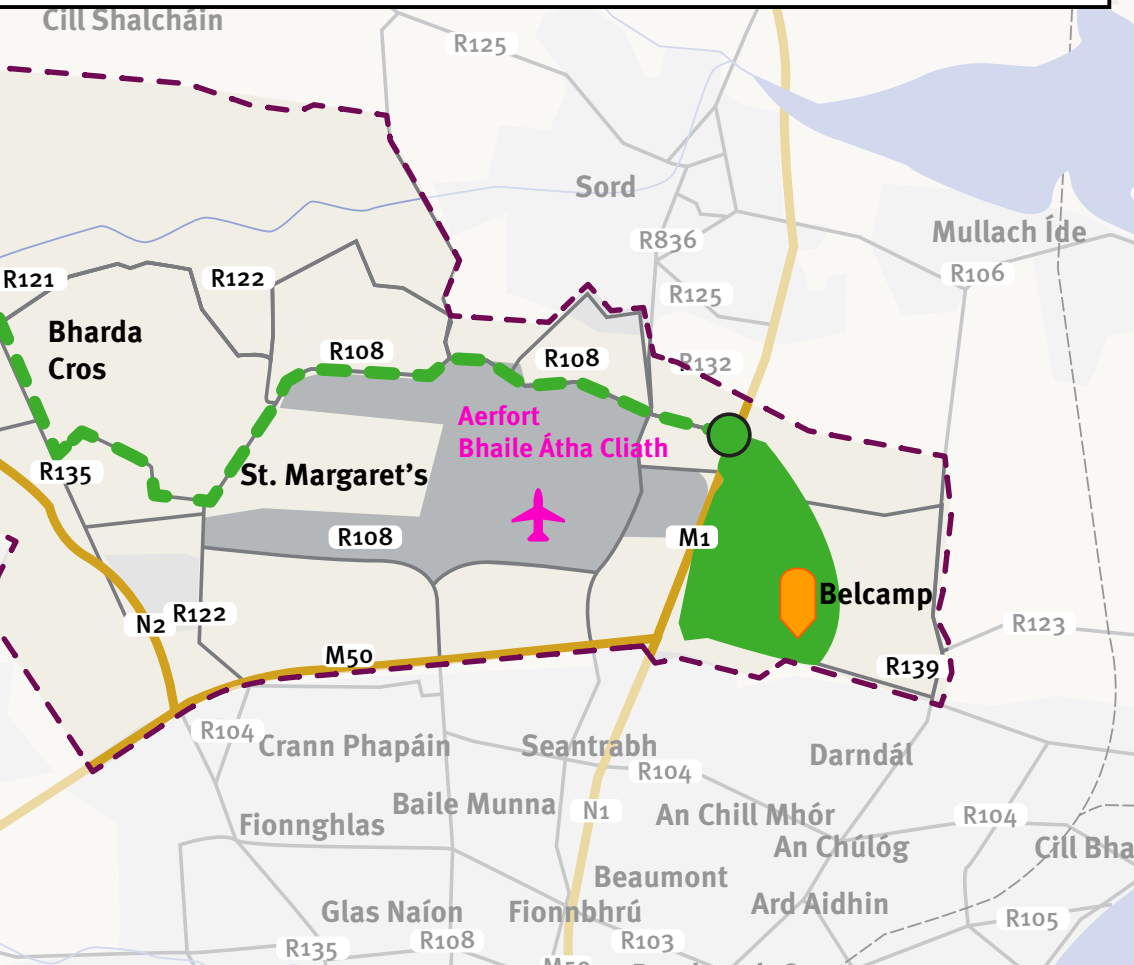 Cill Shalcháin
R125
Sord
R836
Mullach Íde
R106
R121
R122
R125
Bharda
Cros
R108
R108
R132
Aerfort
Bhaile Átha Cliath
R135
St. Margaret's
R108
M1
Belcamp
N2
R122
R123
M50
R139
R104
Crann Phapáin
Seantrabh
Darndál
R104
Baile Munna
N1
An Chill Mhór
R104
Fionnghlas
An Chúlóg
Cill Bha
Beaumont
Glas Naíon
Fionnbhrú
Ard Aidhin
R105
R135
R108
R103
M50